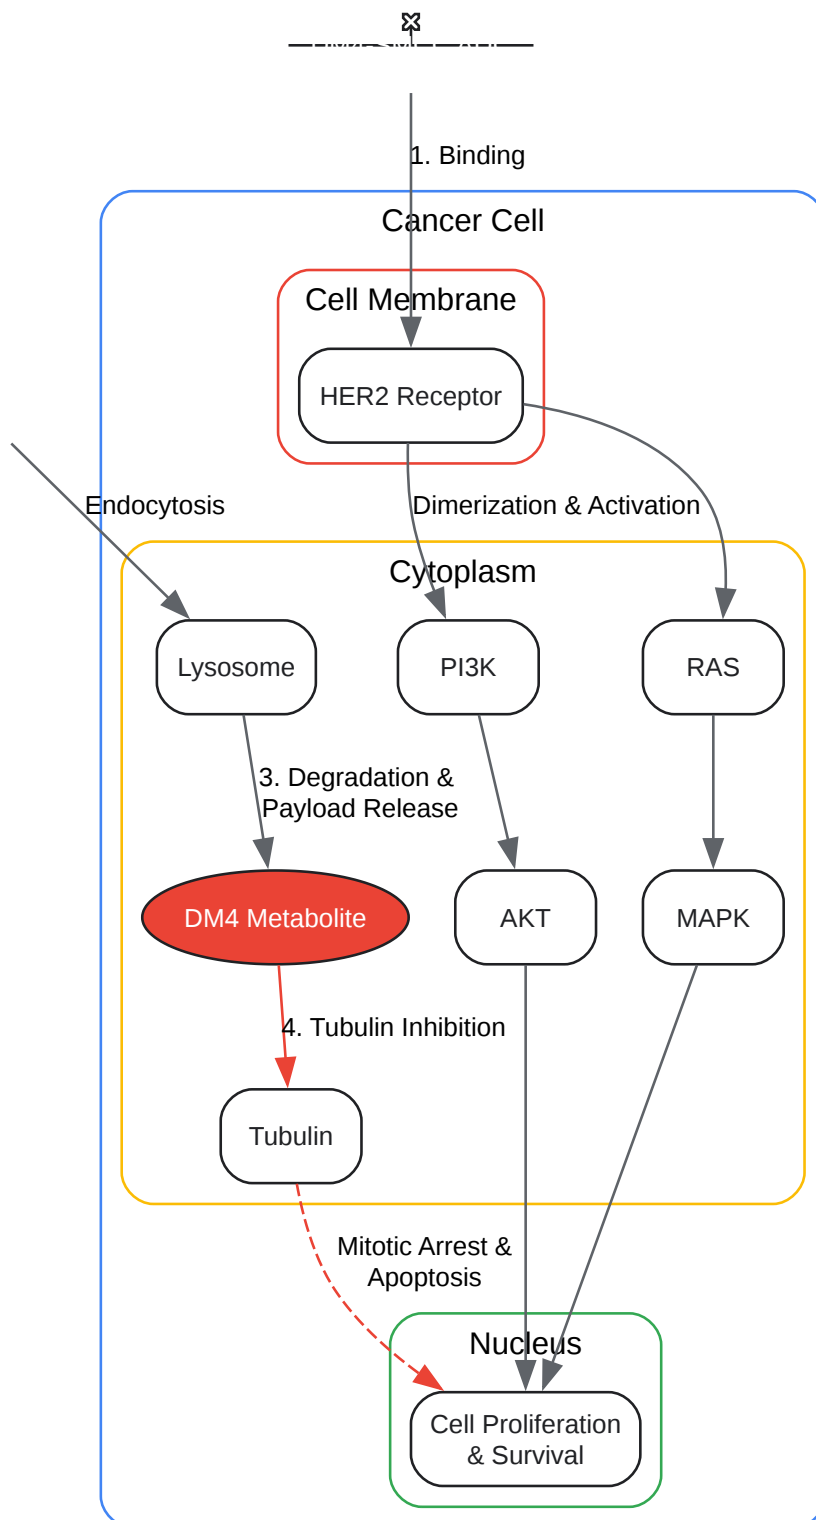 1. Binding
Cancer Cell
Cell Membrane
HER2 Receptor
Endocytosis
Dimerization & Activation
Cytoplasm
Lysosome
PI3K
RAS
3. Degradation &
Payload Release
DM4 Metabolite
AKT
MAPK
4. Tubulin Inhibition
Tubulin
Mitotic Arrest &
Apoptosis
Nucleus
Cell Proliferation
& Survival